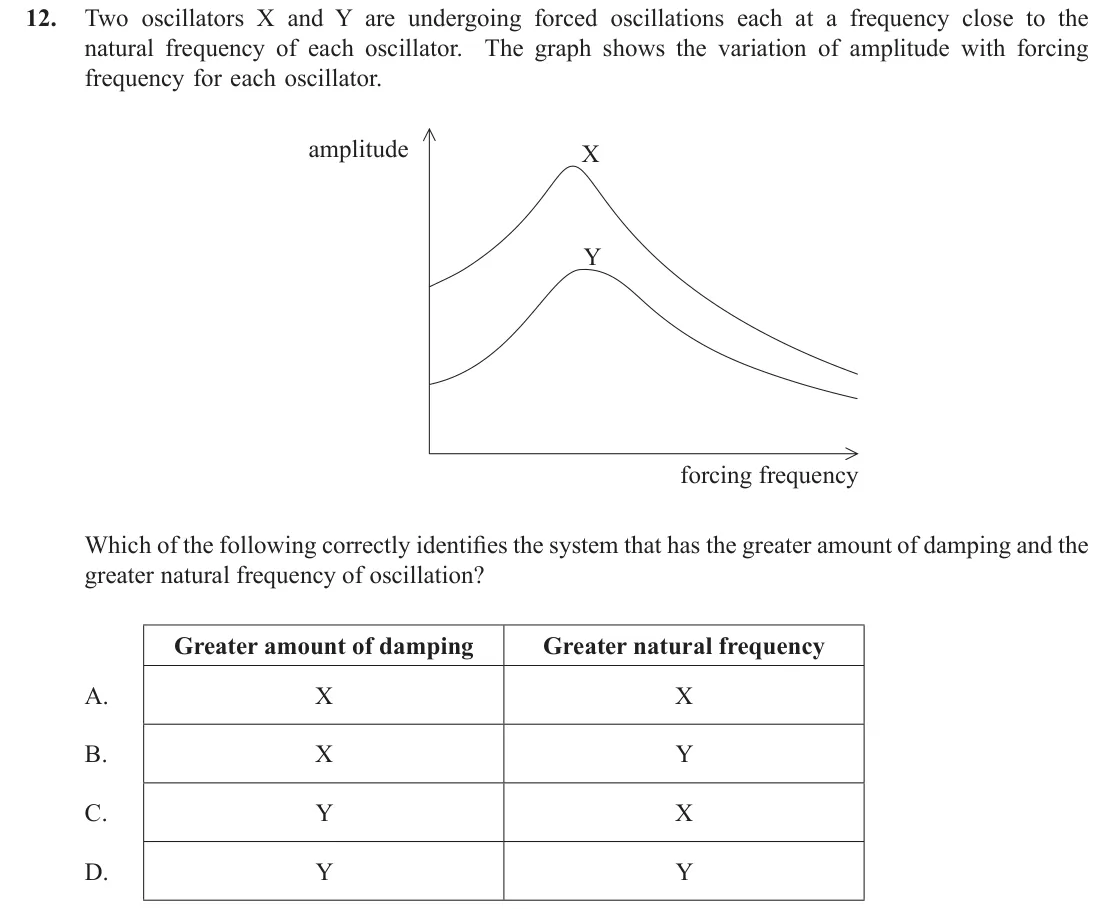 12. Two oscillators X and Y are undergoing forced oscillations each at a frequency close to the
natural frequency of each oscillator. The graph shows the variation of amplitude with forcing
frequency for each oscillator.
amplitude
X
Y
forcing frequency
Which of the following correctly identifies the system that has the greater amount of damping and the
greater natural frequency of oscillation?
Greater amount of damping Greater natural frequency
A. X X
B. X Y
C. Y X
D. Y Y